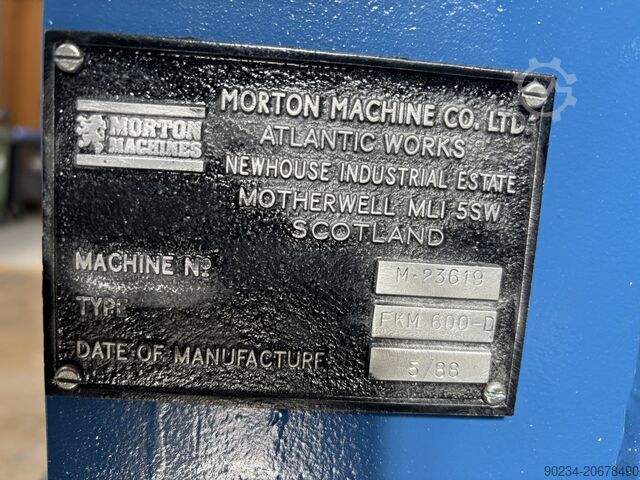 MORTON
MACHINES
MORTON MACHINE CO. LTD.
ATLANTIC WORKS
NEWHOUSE INDUSTRIAL ESTATE
MOTHERWELL ML1 5SW
SCOTLAND
MACHINE No
M-23619
TYPE
FKM 600-D
DATE OF MANUFACTURE
5/88
90234-20678490